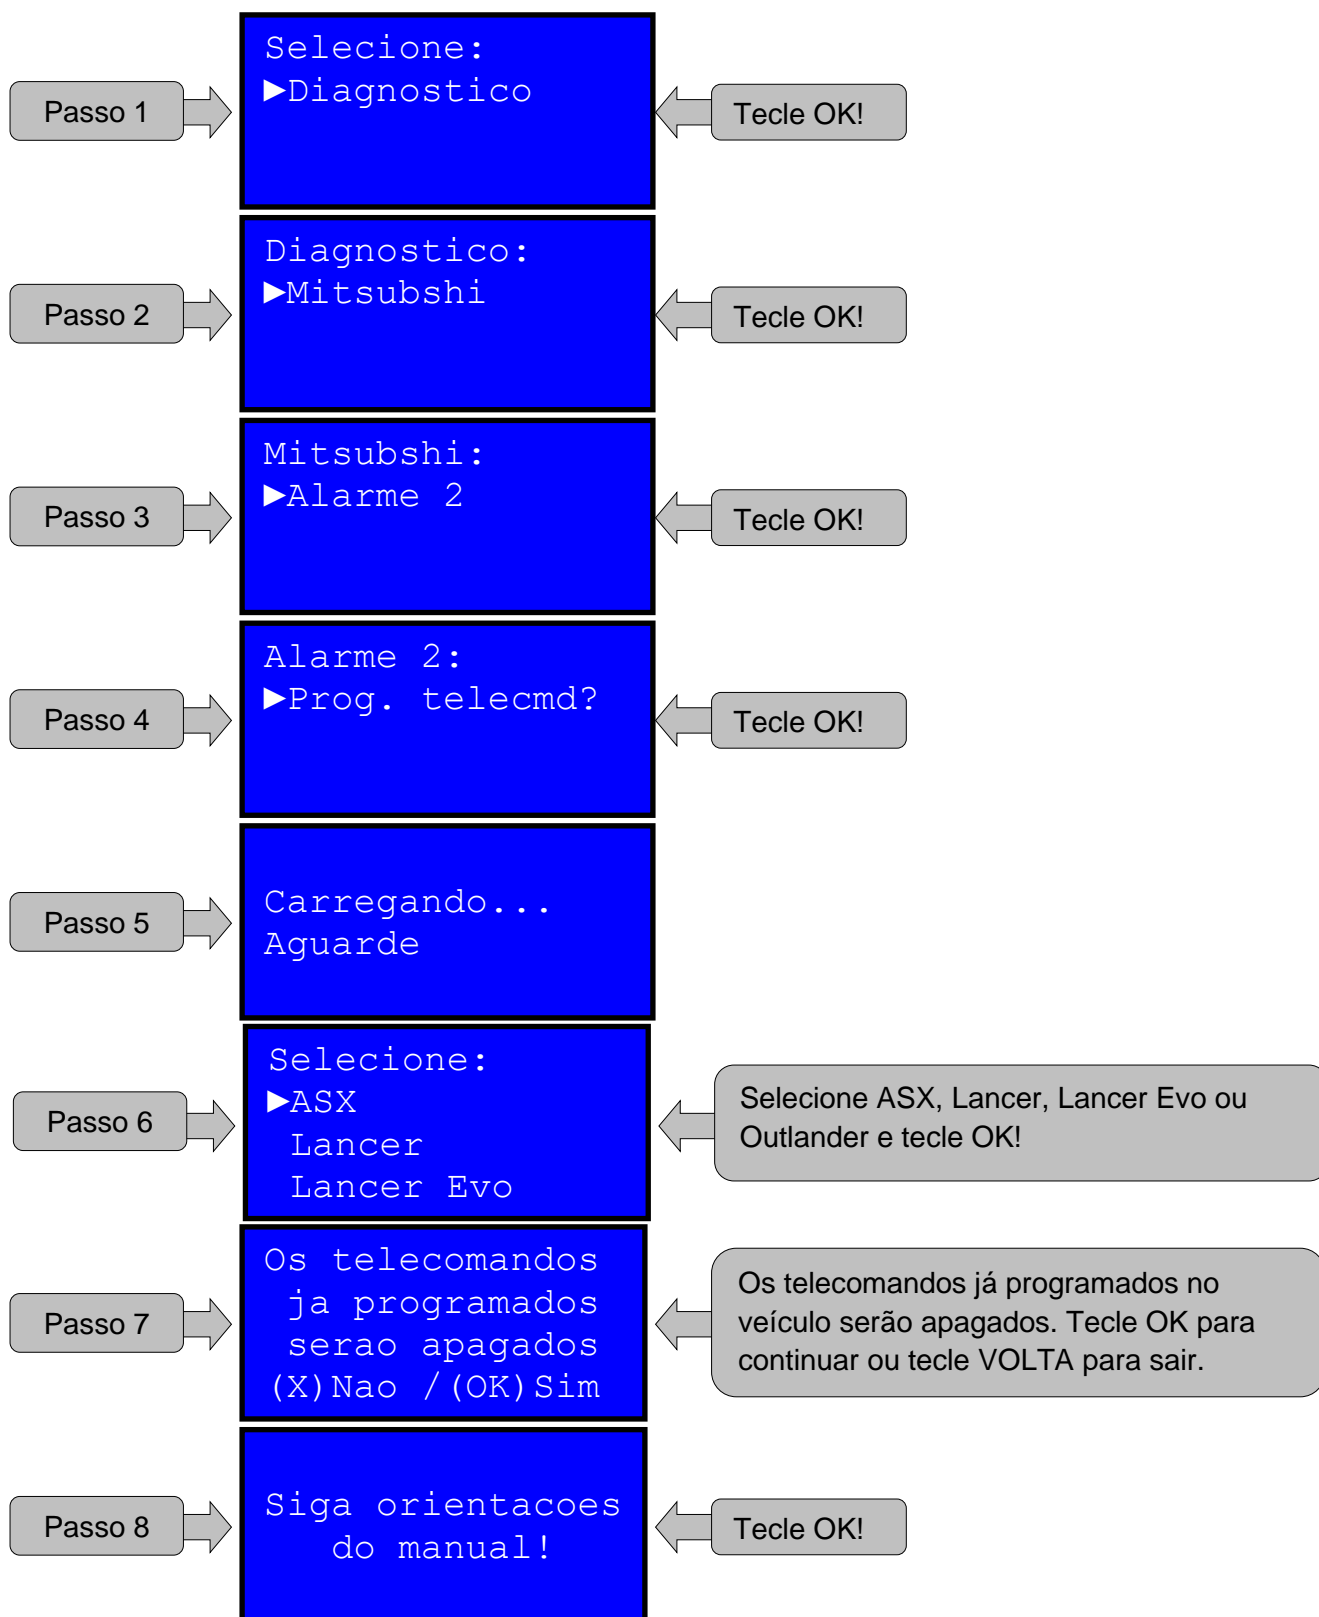 Passo 1
Selecione:
►Diagnostico
Tecle OK!
Passo 2
Diagnostico:
►Mitsubshi
Tecle OK!
Passo 3
Mitsubshi:
►Alarme 2
Tecle OK!
Passo 4
Alarme 2:
►Prog. telecmd?
Tecle OK!
Passo 5
Carregando...
Aguarde
Passo 6
Selecione:
►ASX
Lancer
Lancer Evo
Selecione ASX, Lancer, Lancer Evo ou
Outlander e tecle OK!
Passo 7
Os telecomandos
ja programados
serao apagados
(X)Nao /(OK)Sim
Os telecomandos já programados no
veículo serão apagados. Tecle OK para
continuar ou tecle VOLTA para sair.
Passo 8
Siga orientacoes
do manual!
Tecle OK!